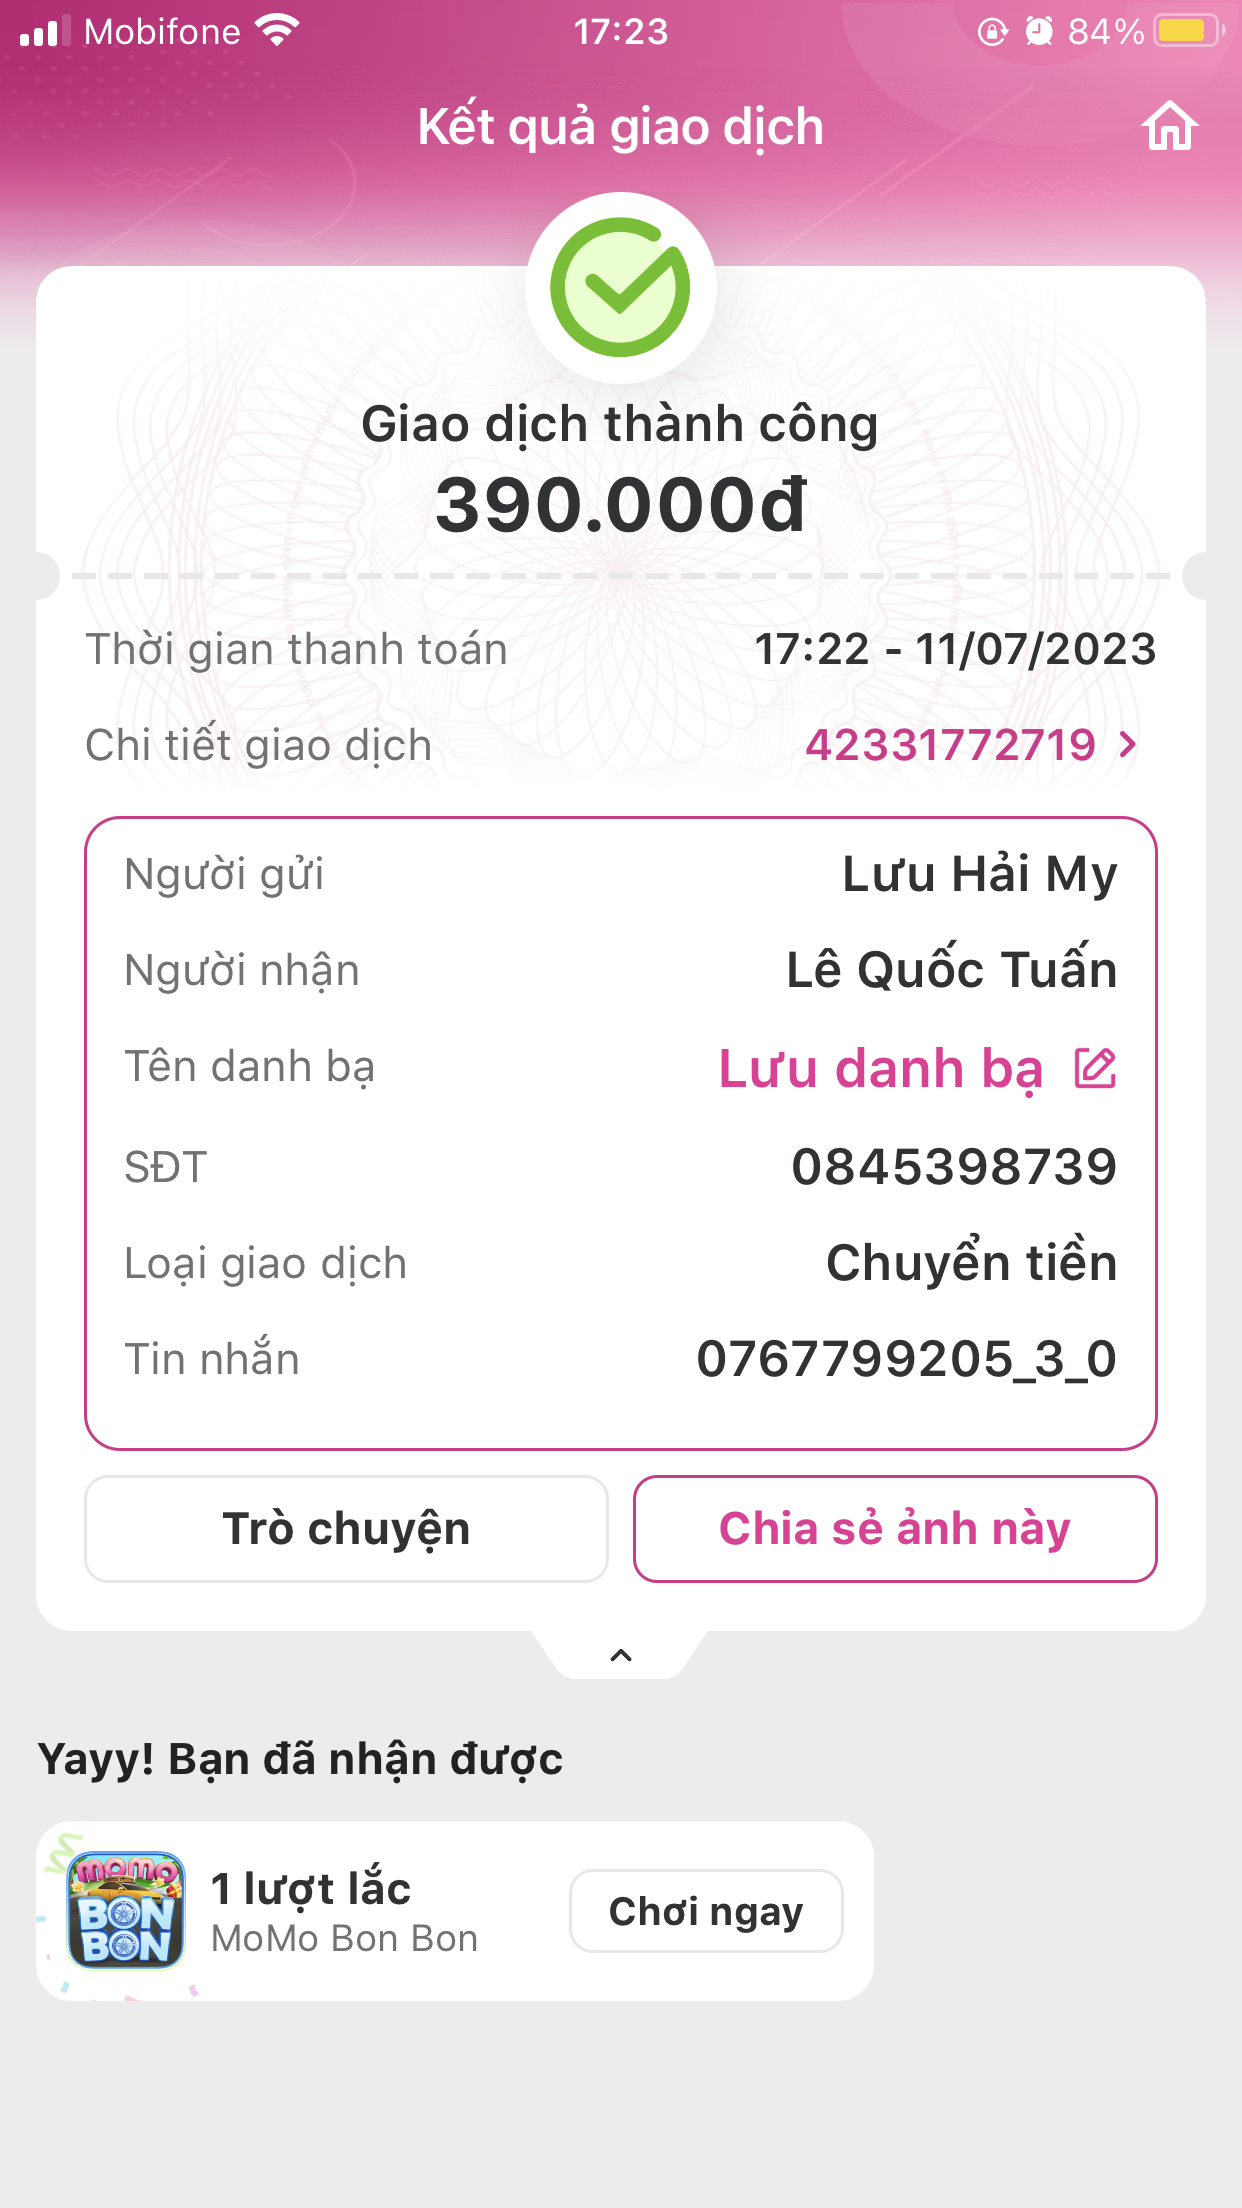 Mobifone 17:23 84%
Kết quả giao dịch
Giao dịch thành công
390.000đ
Thời gian thanh toán 17:22 - 11/07/2023
Chi tiết giao dịch 42331772719
Người gửi Lưu Hải My
Người nhận Lê Quốc Tuấn
Tên danh bạ Lưu danh bạ
SĐT 0845398739
Loại giao dịch Chuyển tiền
Tin nhắn 0767799205_3_0
Trò chuyện Chia sẻ ảnh này
Yayy! Bạn đã nhận được
momo
BON
BON
1 lượt lắc
MoMo Bon Bon
Chơi ngay